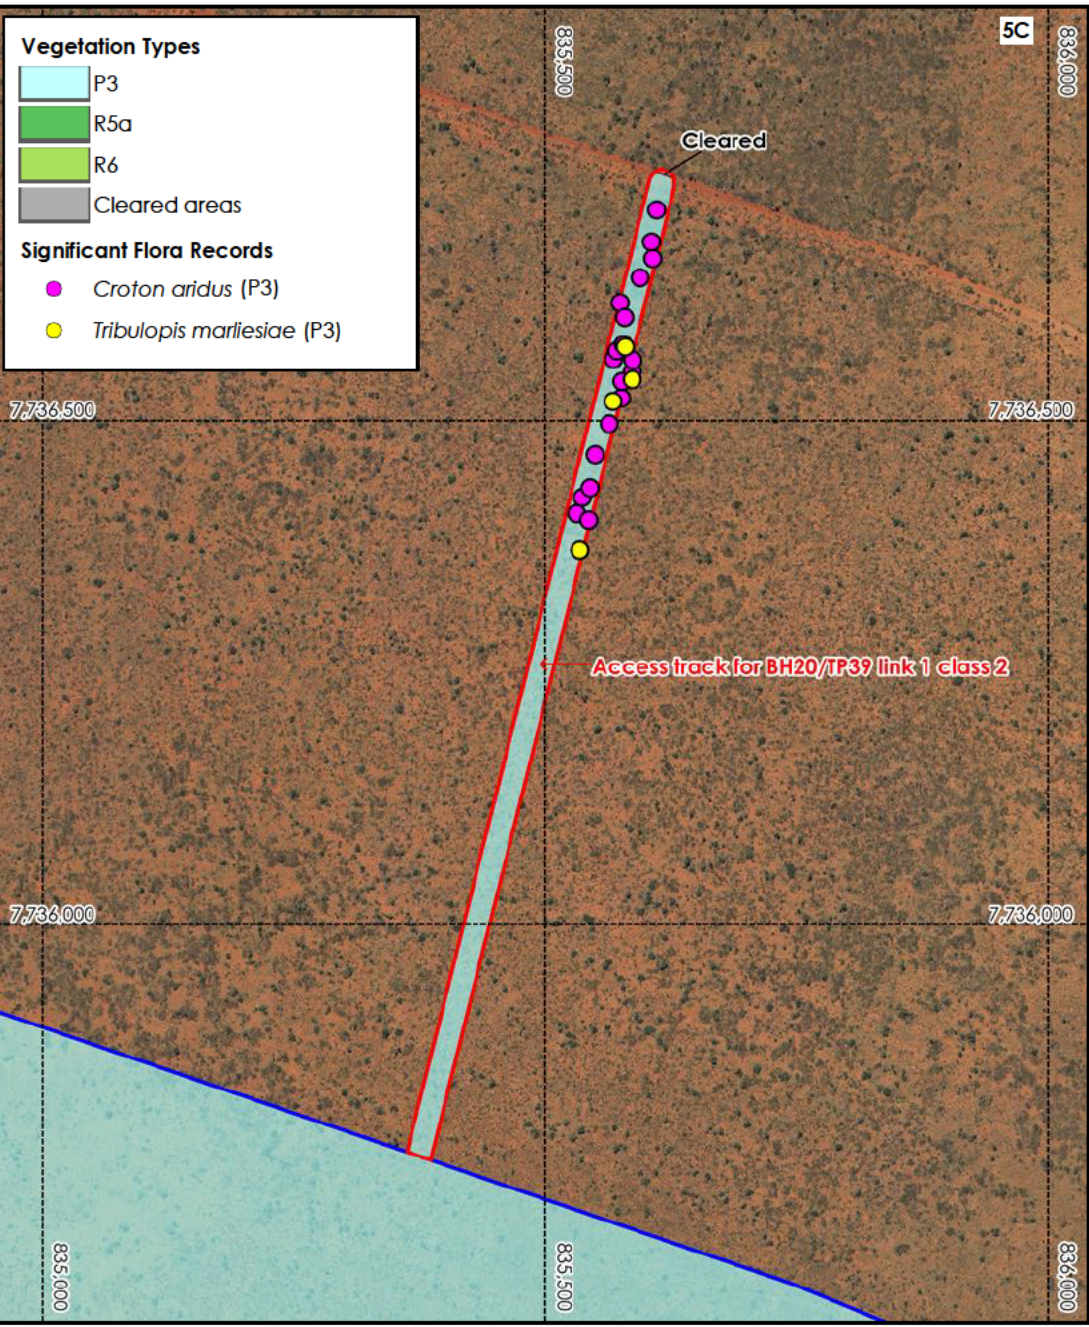 Vegetation Types
P3
R5a
R6
Cleared areas
Significant Flora Records
Croton aridus (P3)
Tribulopis marliesiae (P3)
5C
835,500
836,000
Cleared
7,736,500
7,736,500
Access track for BH20/TP39 link 1 class 2
7,736,000
7,736,000
835,000
835,500
836,000